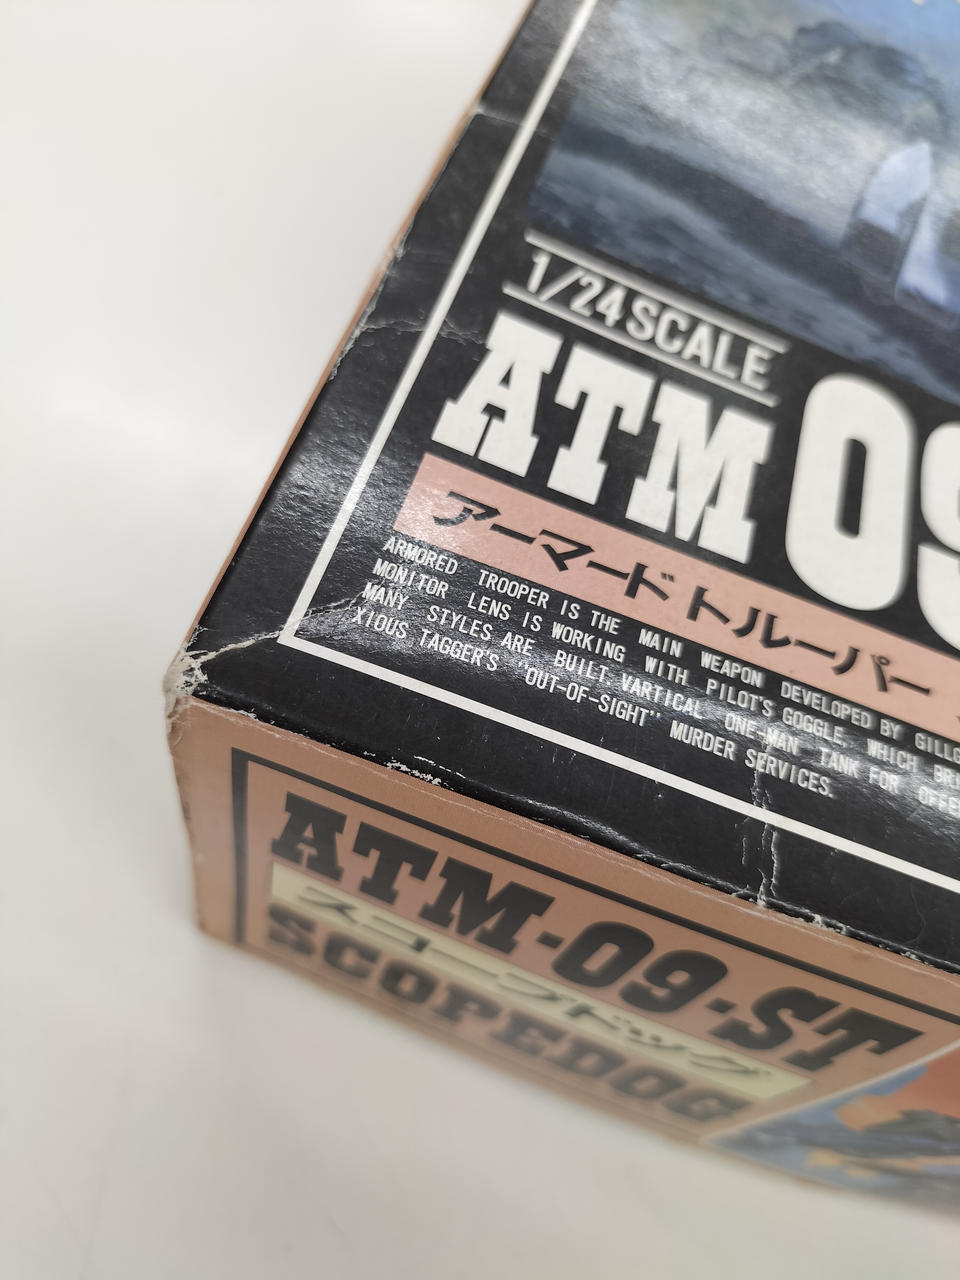 1/24 SCALE
ATM 09
アーマードトルーパー
ARMORED TROOPER IS THE MAIN WEAPON DEVELOPED BY
MONITOR LENS IS WORKING WITH PILOT'S GOGGLE, WHICH
MANY STYLES ARE BUILT. VARTICAL ONE-MAN TANK FOR
XIOUS TAGGER'S "OUT-OF-SIGHT" MURDER SERVICES.
ATM-09-ST
スコープドッグ
SCOPEDOG